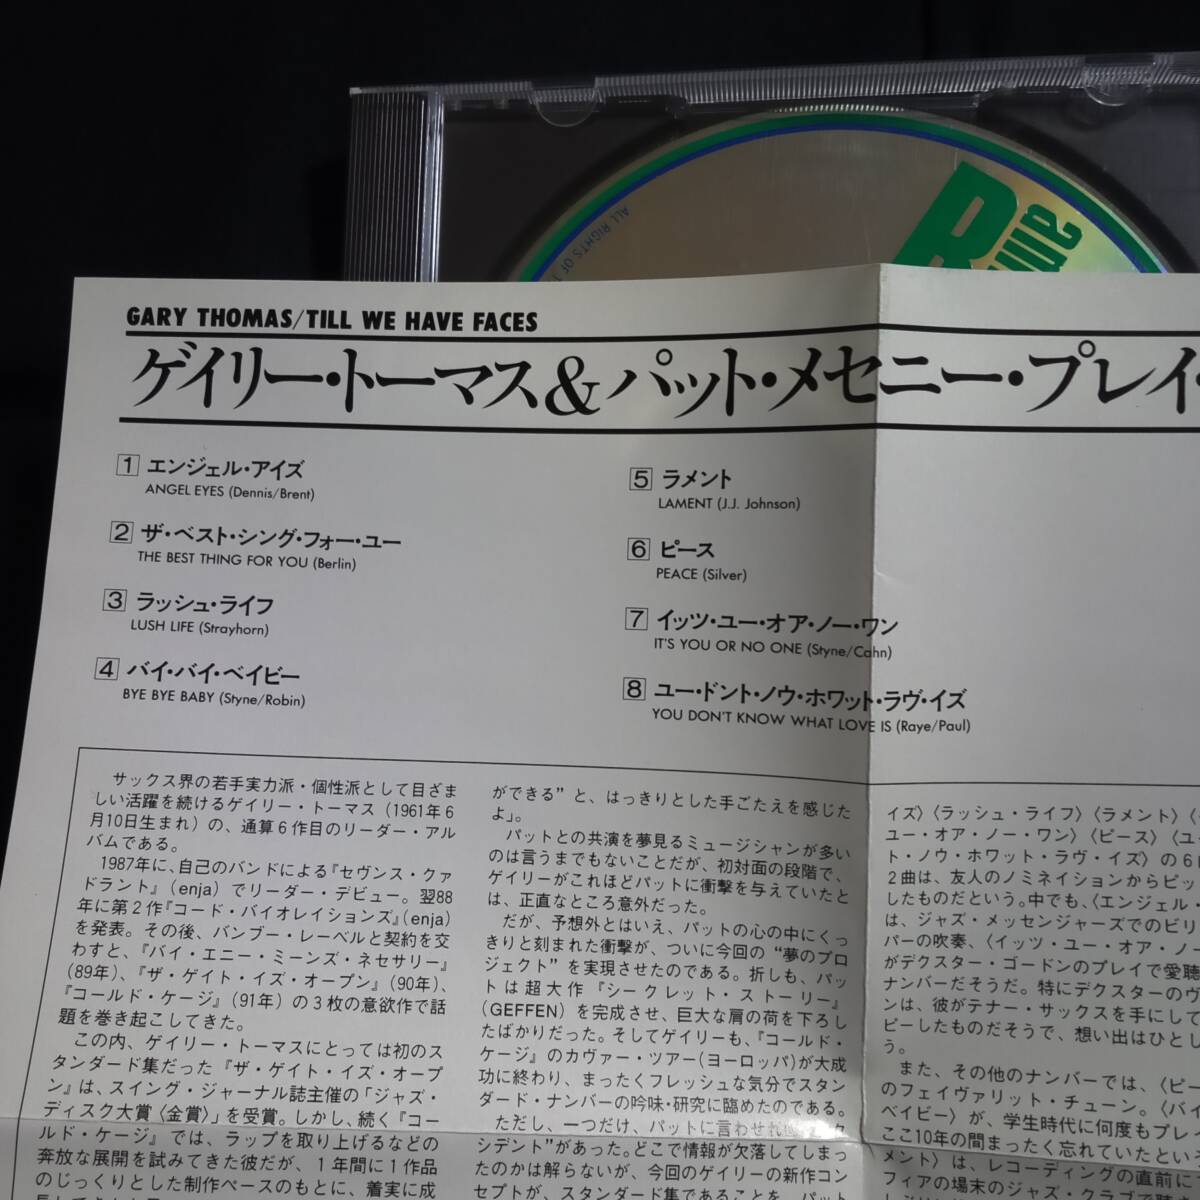 ALL RIGHTS OF
GARY THOMAS/TILL WE HAVE FACES
ゲイリー・トーマス&パット・メセニー・プレイ・
1 エンジェル・アイズ
ANGEL EYES (Dennis/Brent)
2 ザ・ベスト・シング・フォー・ユー
THE BEST THING FOR YOU (Berlin)
3 ラッシュ・ライフ
LUSH LIFE (Strayhorn)
4 バイ・バイ・ベイビー
BYE BYE BABY (Styne/Robin)
5 ラメント
LAMENT (J.J. Johnson)
6 ピース
PEACE (Silver)
7 イッツ・ユー・オア・ノー・ワン
IT'S YOU OR NO ONE (Styne/Cahn)
8 ユー・ドント・ノウ・ホワット・ラヴ・イズ
YOU DON'T KNOW WHAT LOVE IS (Raye/Paul)
サックス界の若手実力派・個性派として目ざま
しい活躍を続けるゲイリー・トーマス（1961年6
月10日生まれ）の、通算6作目のリーダー・アル
バムである。
1987年に、自己のバンドによる『セヴンス・クァ
ドラント』（enja）でリーダー・デビュー。翌88
年に第2作『コード・バイオレイションズ』（enja）
を発表。その後、バンブー・レーベルと契約を交
わすと、『バイ・エニー・ミーンズ・ネセサリー』
（89年）、『ザ・ゲイト・イズ・オープン』（90年）、
『コールド・ケージ』（91年）の3枚の意欲作で話
題を巻き起こしてきた。
この内、ゲイリー・トーマスにとっては初のス
タンダード集だった『ザ・ゲイト・イズ・オープ
ン』は、スイング・ジャーナル誌主催の「ジャズ・
ディスク大賞〈金賞〉」を受賞。しかし、続く『コー
ルド・ケージ』では、ラップを取り上げるなどの
奔放な展開を試みてきた彼だが、1年間に1作品
のじっくりとした制作ペースのもとに、着実に成
ができる”と、はっきりとした手ごたえを感じた
よ」。
パットとの共演を夢見るミュージシャンが多い
のは言うまでもないことだが、初対面の段階で、
ゲイリーがこれほどパットに衝撃を与えていたと
は、正直なところ意外だった。
だが、予想外とはいえ、パットの心の中にくっ
きりと刻まれた衝撃が、ついに今回の“夢のプロ
ジェクト”を実現させたのである。折しも、パッ
トは超大作『シークレット・ストーリー』
（GEFFEN）を完成させ、巨大な肩の荷を下ろし
たばかりだった。そしてゲイリーも、『コールド・
ケージ』のカヴァー・ツアー（ヨーロッパ）が大成
功に終わり、まったくフレッシュな気分でスタン
ダード・ナンバーの吟味・研究に臨めたのである。
ただし、一つだけ、パットに言わせれば
シデント”があった。どこで情報が欠落してしまっ
たのかは解らないが、今回のゲイリーの新作コン
セプトが、スタンダード集であることを、パット
イズ〉〈ラッシュ・ライフ〉〈ラメント〉〈
ユー・オア・ノー・ワン〉〈ピース〉〈ユ
ト・ノウ・ホワット・ラヴ・イズ〉の6
2曲は、友人のノミネイションからピッ
したものだという。中でも、〈エンジェル・
は、ジャズ・メッセンジャーズでのビリ
バーの吹奏、〈イッツ・ユー・オア・ノー
がデクスター・ゴードンのプレイで愛聴
ナンバーだそうだ。特にデクスターのヴ
ンは、彼がテナー・サックスを手にして
ピーしたものだそうで、想い出はひとし
う。
また、その他のナンバーでは、〈ピー
のフェイヴァリット・チューン。〈バイ
ベイビー〉が、学生時代に何度もプレイ
ここ10年の間まったく忘れていたとい
メント〉は、レコーディングの直前に
フィアの場末のジャズ・ク